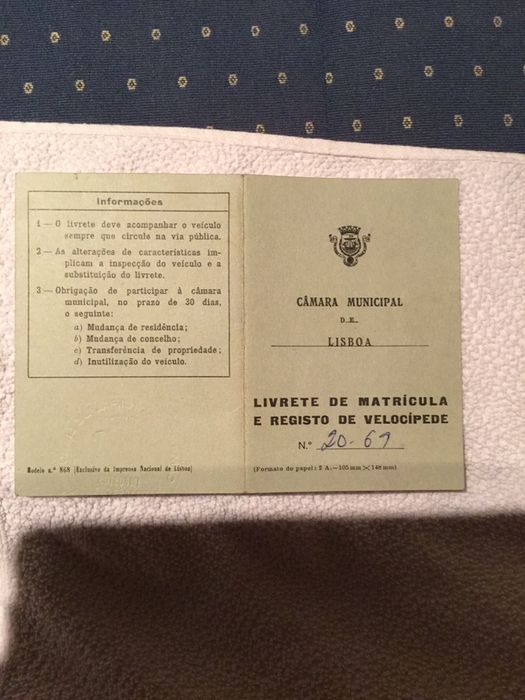 Informações
1 — O livrete deve acompanhar o veículo
sempre que circule na via pública.
2 — As alterações de características im-
plicam a inspecção do veículo e a
substituição do livrete.
3 — Obrigação de participar à câmara
municipal, no prazo de 30 dias,
o seguinte:
a) Mudança de residência;
b) Mudança de concelho;
c) Transferência de propriedade;
d) Inutilização do veículo.
Modelo n.º 868 (Exclusivo da Imprensa Nacional de Lisboa)
CÂMARA MUNICIPAL
DE
LISBOA
LIVRETE DE MATRÍCULA
E REGISTO DE VELOCÍPEDE
N.º 20-69
(Formato do papel: 2 A₇ — 105 mm × 148 mm)